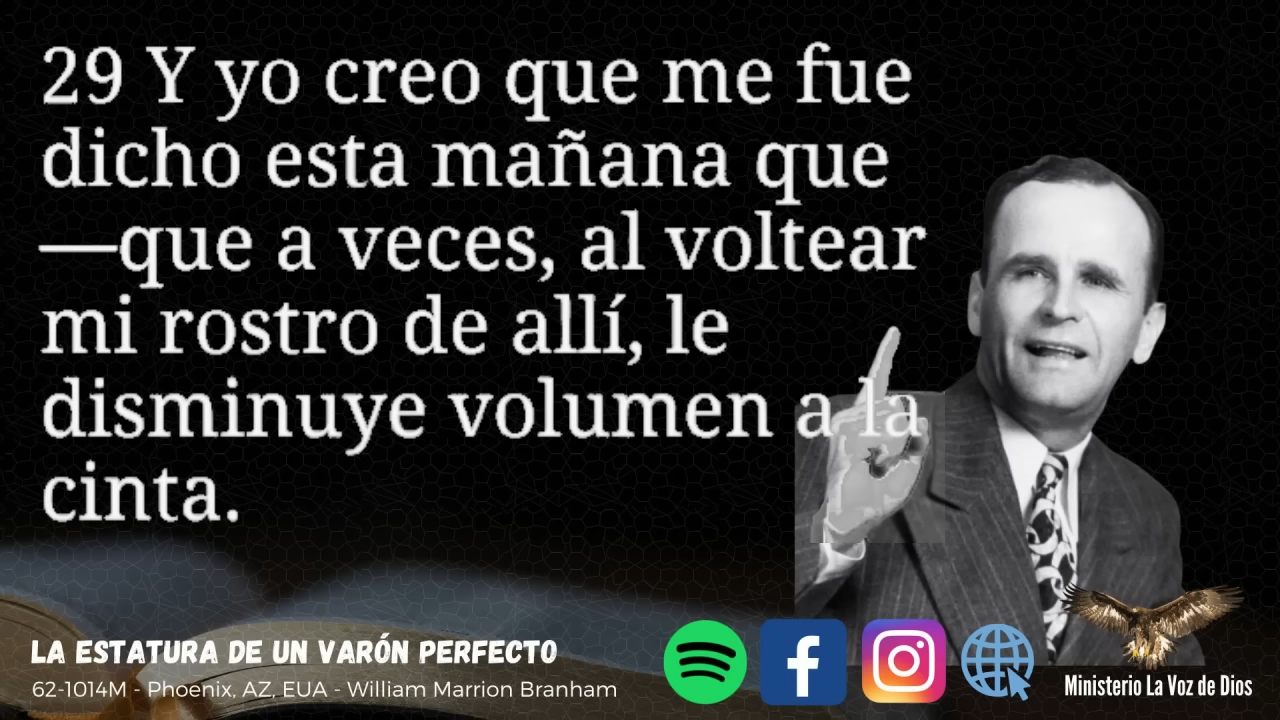 29 Y yo creo que me fue
dicho esta mañana que
—que a veces, al voltear
mi rostro de allí, le
disminuye volumen a la
cinta.
LA ESTATURA DE UN VARÓN PERFECTO
62-1014M - Phoenix, AZ, EUA - William Marrion Branham
Ministerio La Voz de Dios